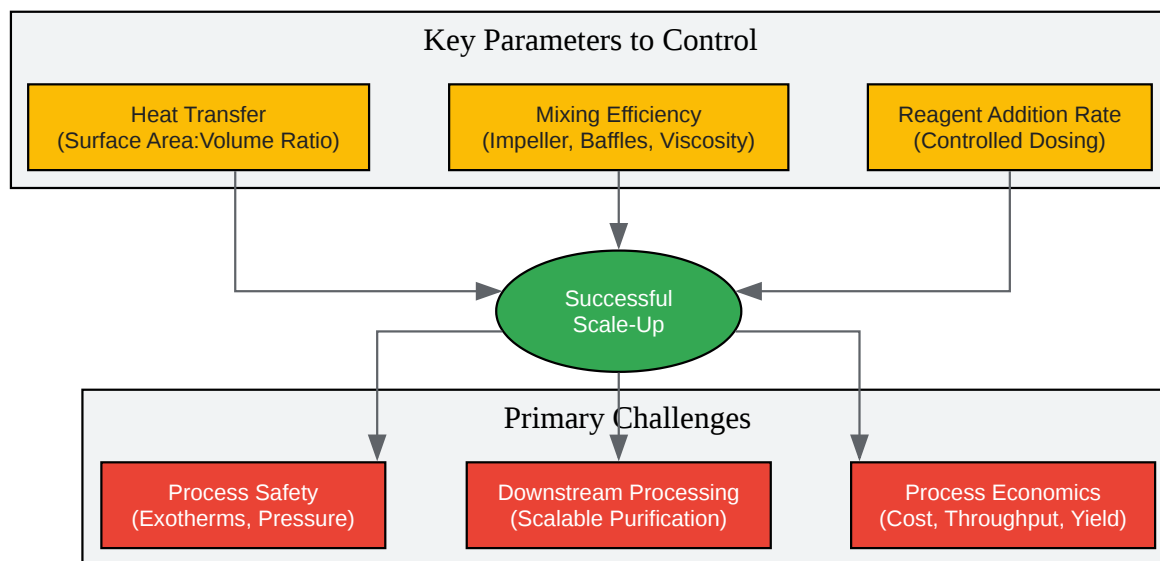 Key Parameters to Control
Heat Transfer
(Surface Area:Volume Ratio)
Mixing Efficiency
(Impeller, Baffles, Viscosity)
Reagent Addition Rate
(Controlled Dosing)
Successful
Scale-Up
Primary Challenges
Process Safety
(Exotherms, Pressure)
Downstream Processing
(Scalable Purification)
Process Economics
(Cost, Throughput, Yield)